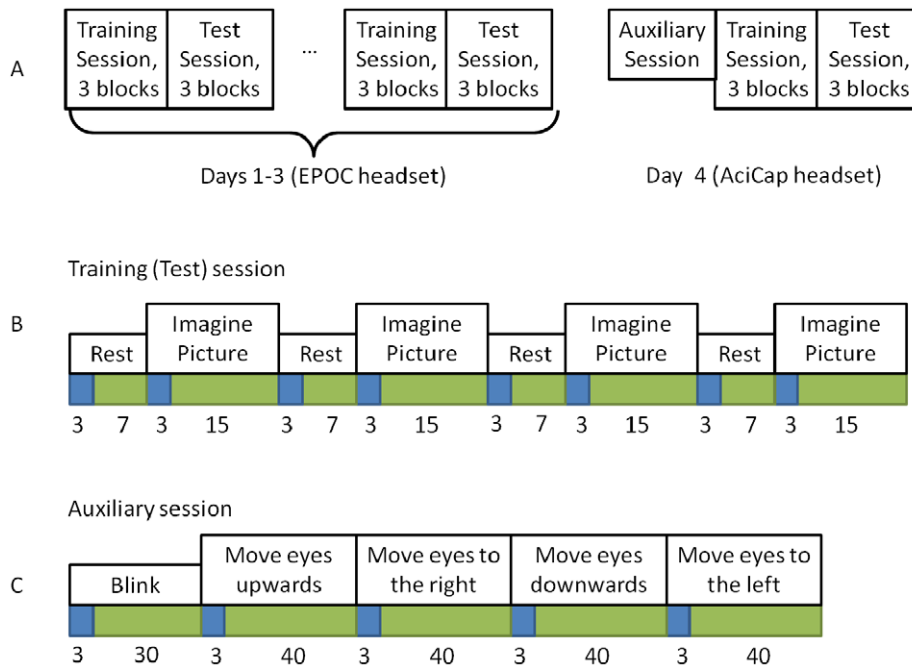 A
Training
Session,
3 blocks
Test
Session,
3 blocks
...
Training
Session,
3 blocks
Test
Session,
3 blocks
Auxiliary
Session
Training
Session,
3 blocks
Test
Session,
3 blocks
Days 1-3 (EPOC headset)
Day 4 (AciCap headset)
Training (Test) session
B
Rest
Imagine
Picture
Rest
Imagine
Picture
Rest
Imagine
Picture
Rest
Imagine
Picture
3 7 3 15 3 7 3 15 3 7 3 15 3 7 3 15
Auxiliary session
C
Blink
Move eyes
upwards
Move eyes to
the right
Move eyes
downwards
Move eyes to
the left
3 30 3 40 3 40 3 40 3 40